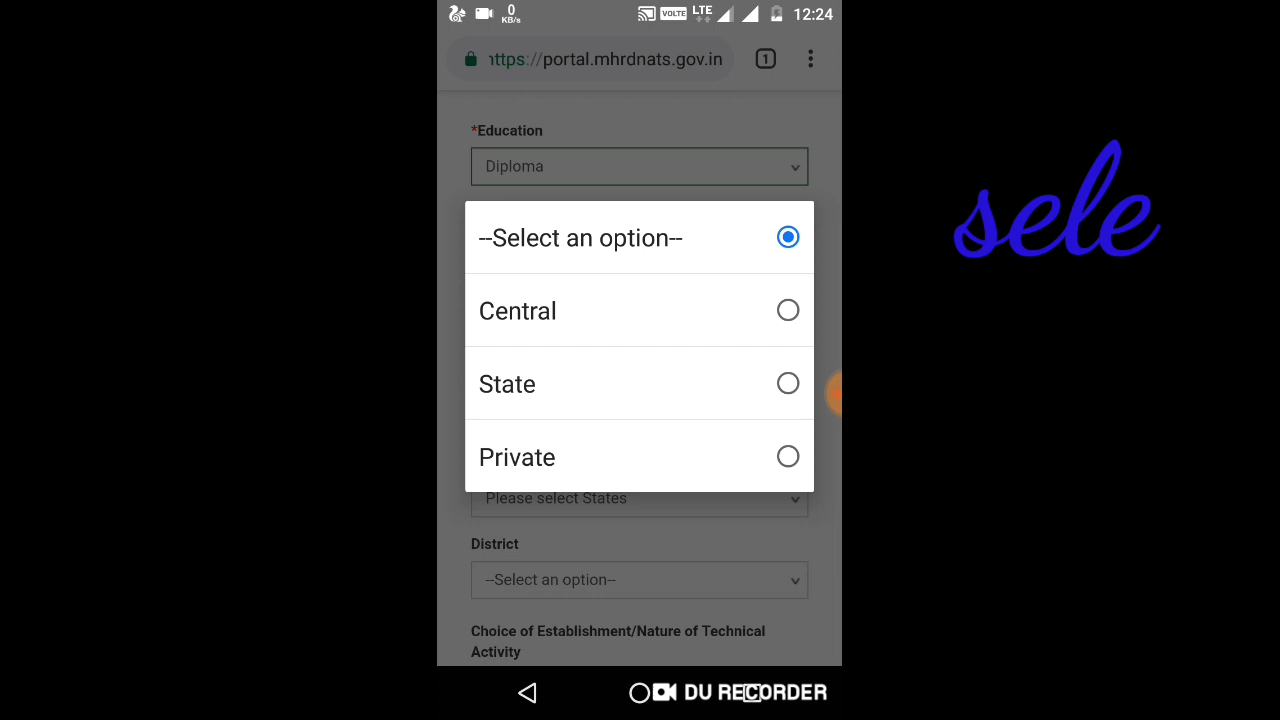 0
KB/s
VOLTE
LTE
12:24
https://portal.mhrdnats.gov.in
1
*Education
Diploma
--Select an option--
Central
State
Private
Please select States
District
--Select an option--
Choice of Establishment/Nature of Technical
Activity
DU RECORDER
sele